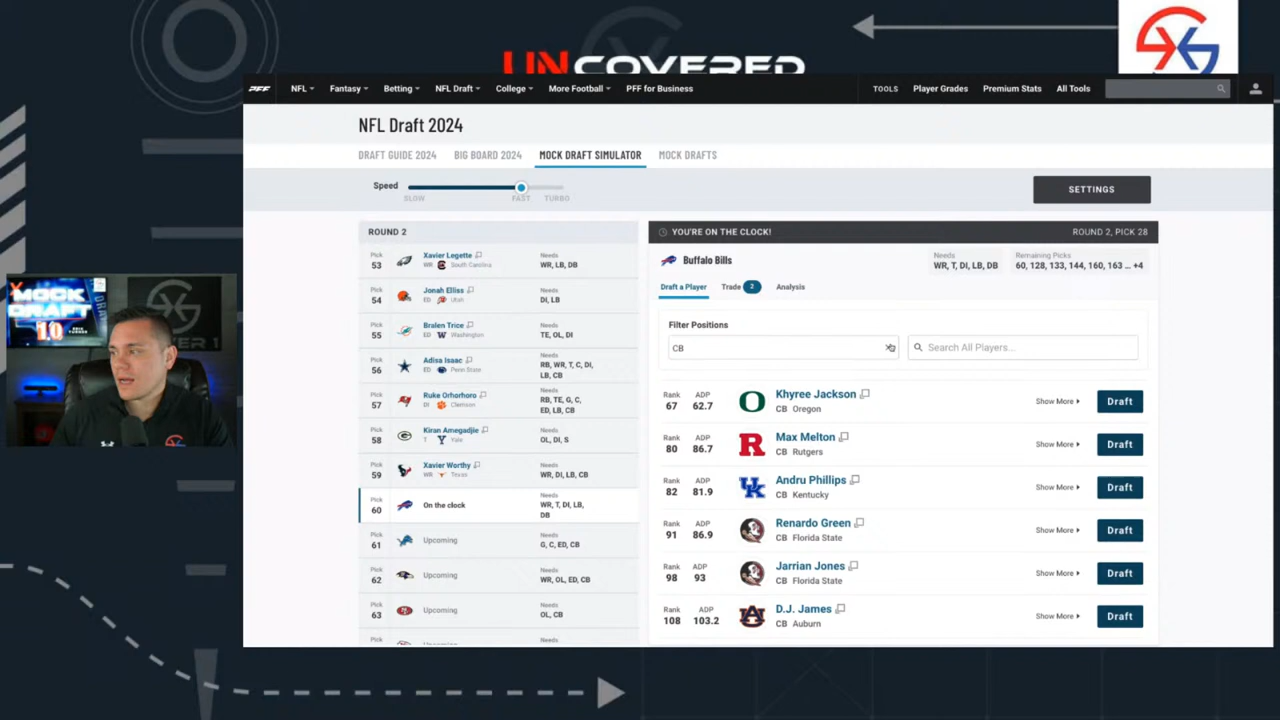 UNCOVERED
PFF NFL Fantasy Betting NFL Draft College More Football PFF for Business TOOLS Player Grades Premium Stats All Tools
NFL Draft 2024
DRAFT GUIDE 2024 BIG BOARD 2024 MOCK DRAFT SIMULATOR MOCK DRAFTS
Speed
SLOW FAST TURBO
SETTINGS
ROUND 2
Pick 53 Xavier Legette WR South Carolina Needs WR, LB, DB
Pick 54 Jonah Elliss ED Utah Needs DI, LB
Pick 55 Bralen Trice ED Washington Needs TE, OL, DI
Pick 56 Adisa Isaac ED Penn State Needs RB, WR, T, C, DI, LB, CB
Pick 57 Ruke Orhorhoro DI Clemson Needs RB, TE, G, C, ED, LB, CB
Pick 58 Kiran Amegadjie T Yale Needs OL, DI, S
Pick 59 Xavier Worthy WR Texas Needs WR, DI, LB, CB
Pick 60 On the clock Needs WR, T, DI, LB, DB
Pick 61 Upcoming Needs G, C, ED, CB
Pick 62 Upcoming Needs WR, OL, ED, CB
Pick 63 Upcoming Needs OL, CB
YOU'RE ON THE CLOCK! ROUND 2, PICK 28
Buffalo Bills
Needs WR, T, DI, LB, DB
Remaining Picks 60, 128, 133, 144, 160, 163 ... +4
Draft a Player Trade 2 Analysis
Filter Positions
CB
Search All Players...
Rank 67 ADP 62.7 Khyree Jackson CB Oregon Show More Draft
Rank 80 ADP 86.7 Max Melton CB Rutgers Show More Draft
Rank 82 ADP 81.9 Andru Phillips CB Kentucky Show More Draft
Rank 91 ADP 86.9 Renardo Green CB Florida State Show More Draft
Rank 98 ADP 93 Jarrian Jones CB Florida State Show More Draft
Rank 108 ADP 103.2 D.J. James CB Auburn Show More Draft
MOCK
DRAFT
1.0
ERIK TURNER
COVER 1